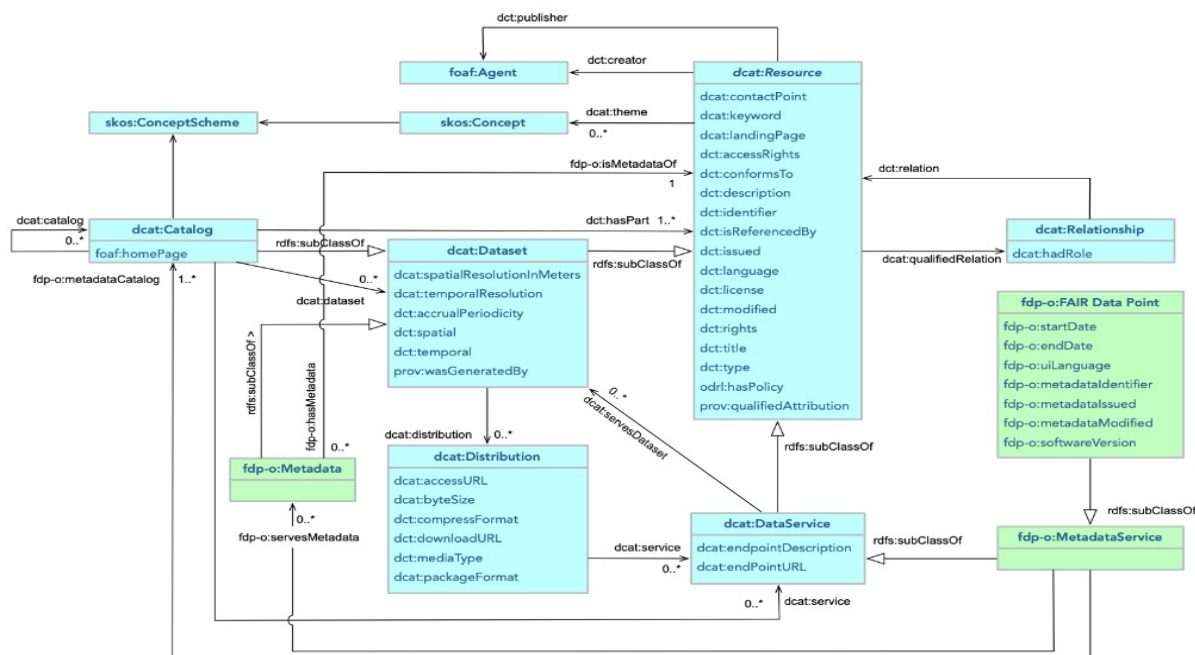 dct:publisher
foaf:Agent
dct:creator
dcat:Resource
dcat:contactPoint
dcat:keyword
dcat:landingPage
dct:accessRights
dct:conformsTo
dct:description
dct:identifier
dct:isReferencedBy
dct:issued
dct:language
dct:license
dct:modified
dct:rights
dct:title
dct:type
odrl:hasPolicy
prov:qualifiedAttribution
skos:ConceptScheme
skos:Concept
dcat:theme
0..*
fdp-o:isMetadataOf
1
dct:relation
dcat:catalog
0..*
dcat:Catalog
foaf:homePage
dct:hasPart
1..*
rdfs:subClassOf
dcat:Dataset
dcat:spatialResolutionInMeters
dcat:temporalResolution
dct:accrualPeriodicity
dct:spatial
dct:temporal
prov:wasGeneratedBy
rdfs:subClassOf
dcat:Relationship
dcat:hadRole
dcat:qualifiedRelation
fdp-o:metadataCatalog
1..*
0..*
dcat:dataset
fdp-o:FAIR Data Point
fdp-o:startDate
fdp-o:endDate
fdp-o:uiLanguage
fdp-o:metadataIdentifier
fdp-o:metadataIssued
fdp-o:metadataModified
fdp-o:softwareVersion
rdfs:subClassOf >
fdp-o:hasMetadata
0..*
0..*
dcat:servesDataset
dcat:distribution
0..*
fdp-o:Metadata
dcat:Distribution
dcat:accessURL
dcat:byteSize
dct:compressFormat
dct:downloadURL
dct:mediaType
dcat:packageFormat
rdfs:subClassOf
rdfs:subClassOf
0..*
fdp-o:servesMetadata
dcat:DataService
dcat:endpointDescription
dcat:endPointURL
rdfs:subClassOf
fdp-o:MetadataService
dcat:service
0..*
0..*
dcat:service